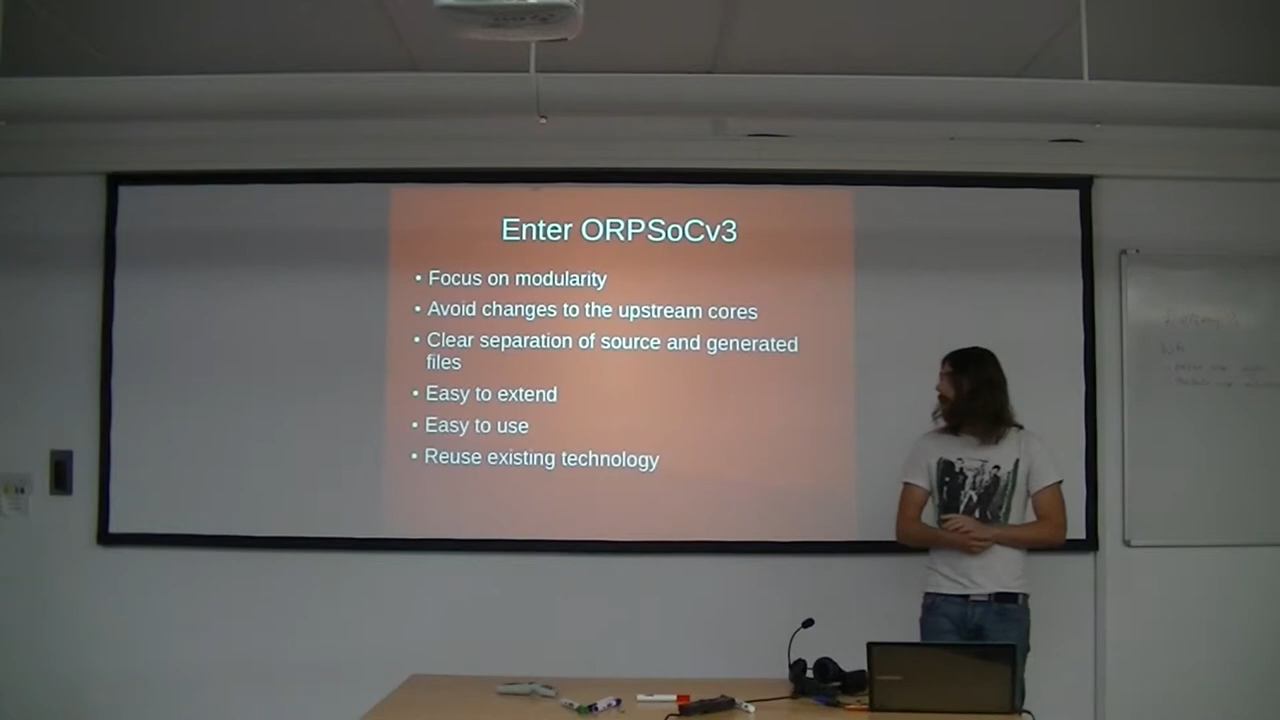 Enter ORPSoCv3
• Focus on modularity
• Avoid changes to the upstream cores
• Clear separation of source and generated
files
• Easy to extend
• Easy to use
• Reuse existing technology